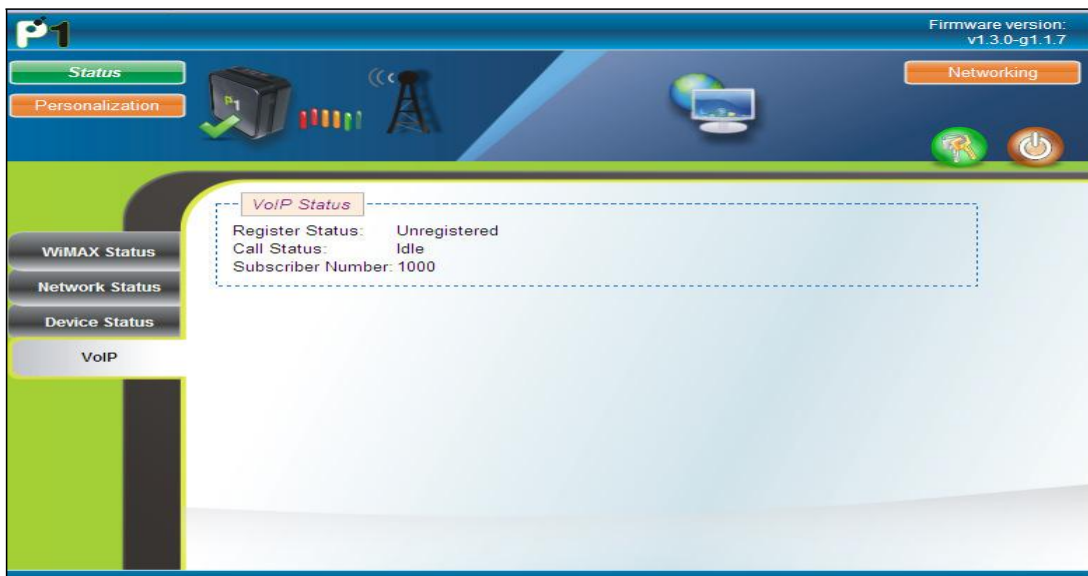 P1
Firmware version:
v1.3.0-g1.1.7
Status
Personalization
P1
Networking
VoIP Status
Register Status: Unregistered
Call Status: Idle
Subscriber Number: 1000
WiMAX Status
Network Status
Device Status
VoIP